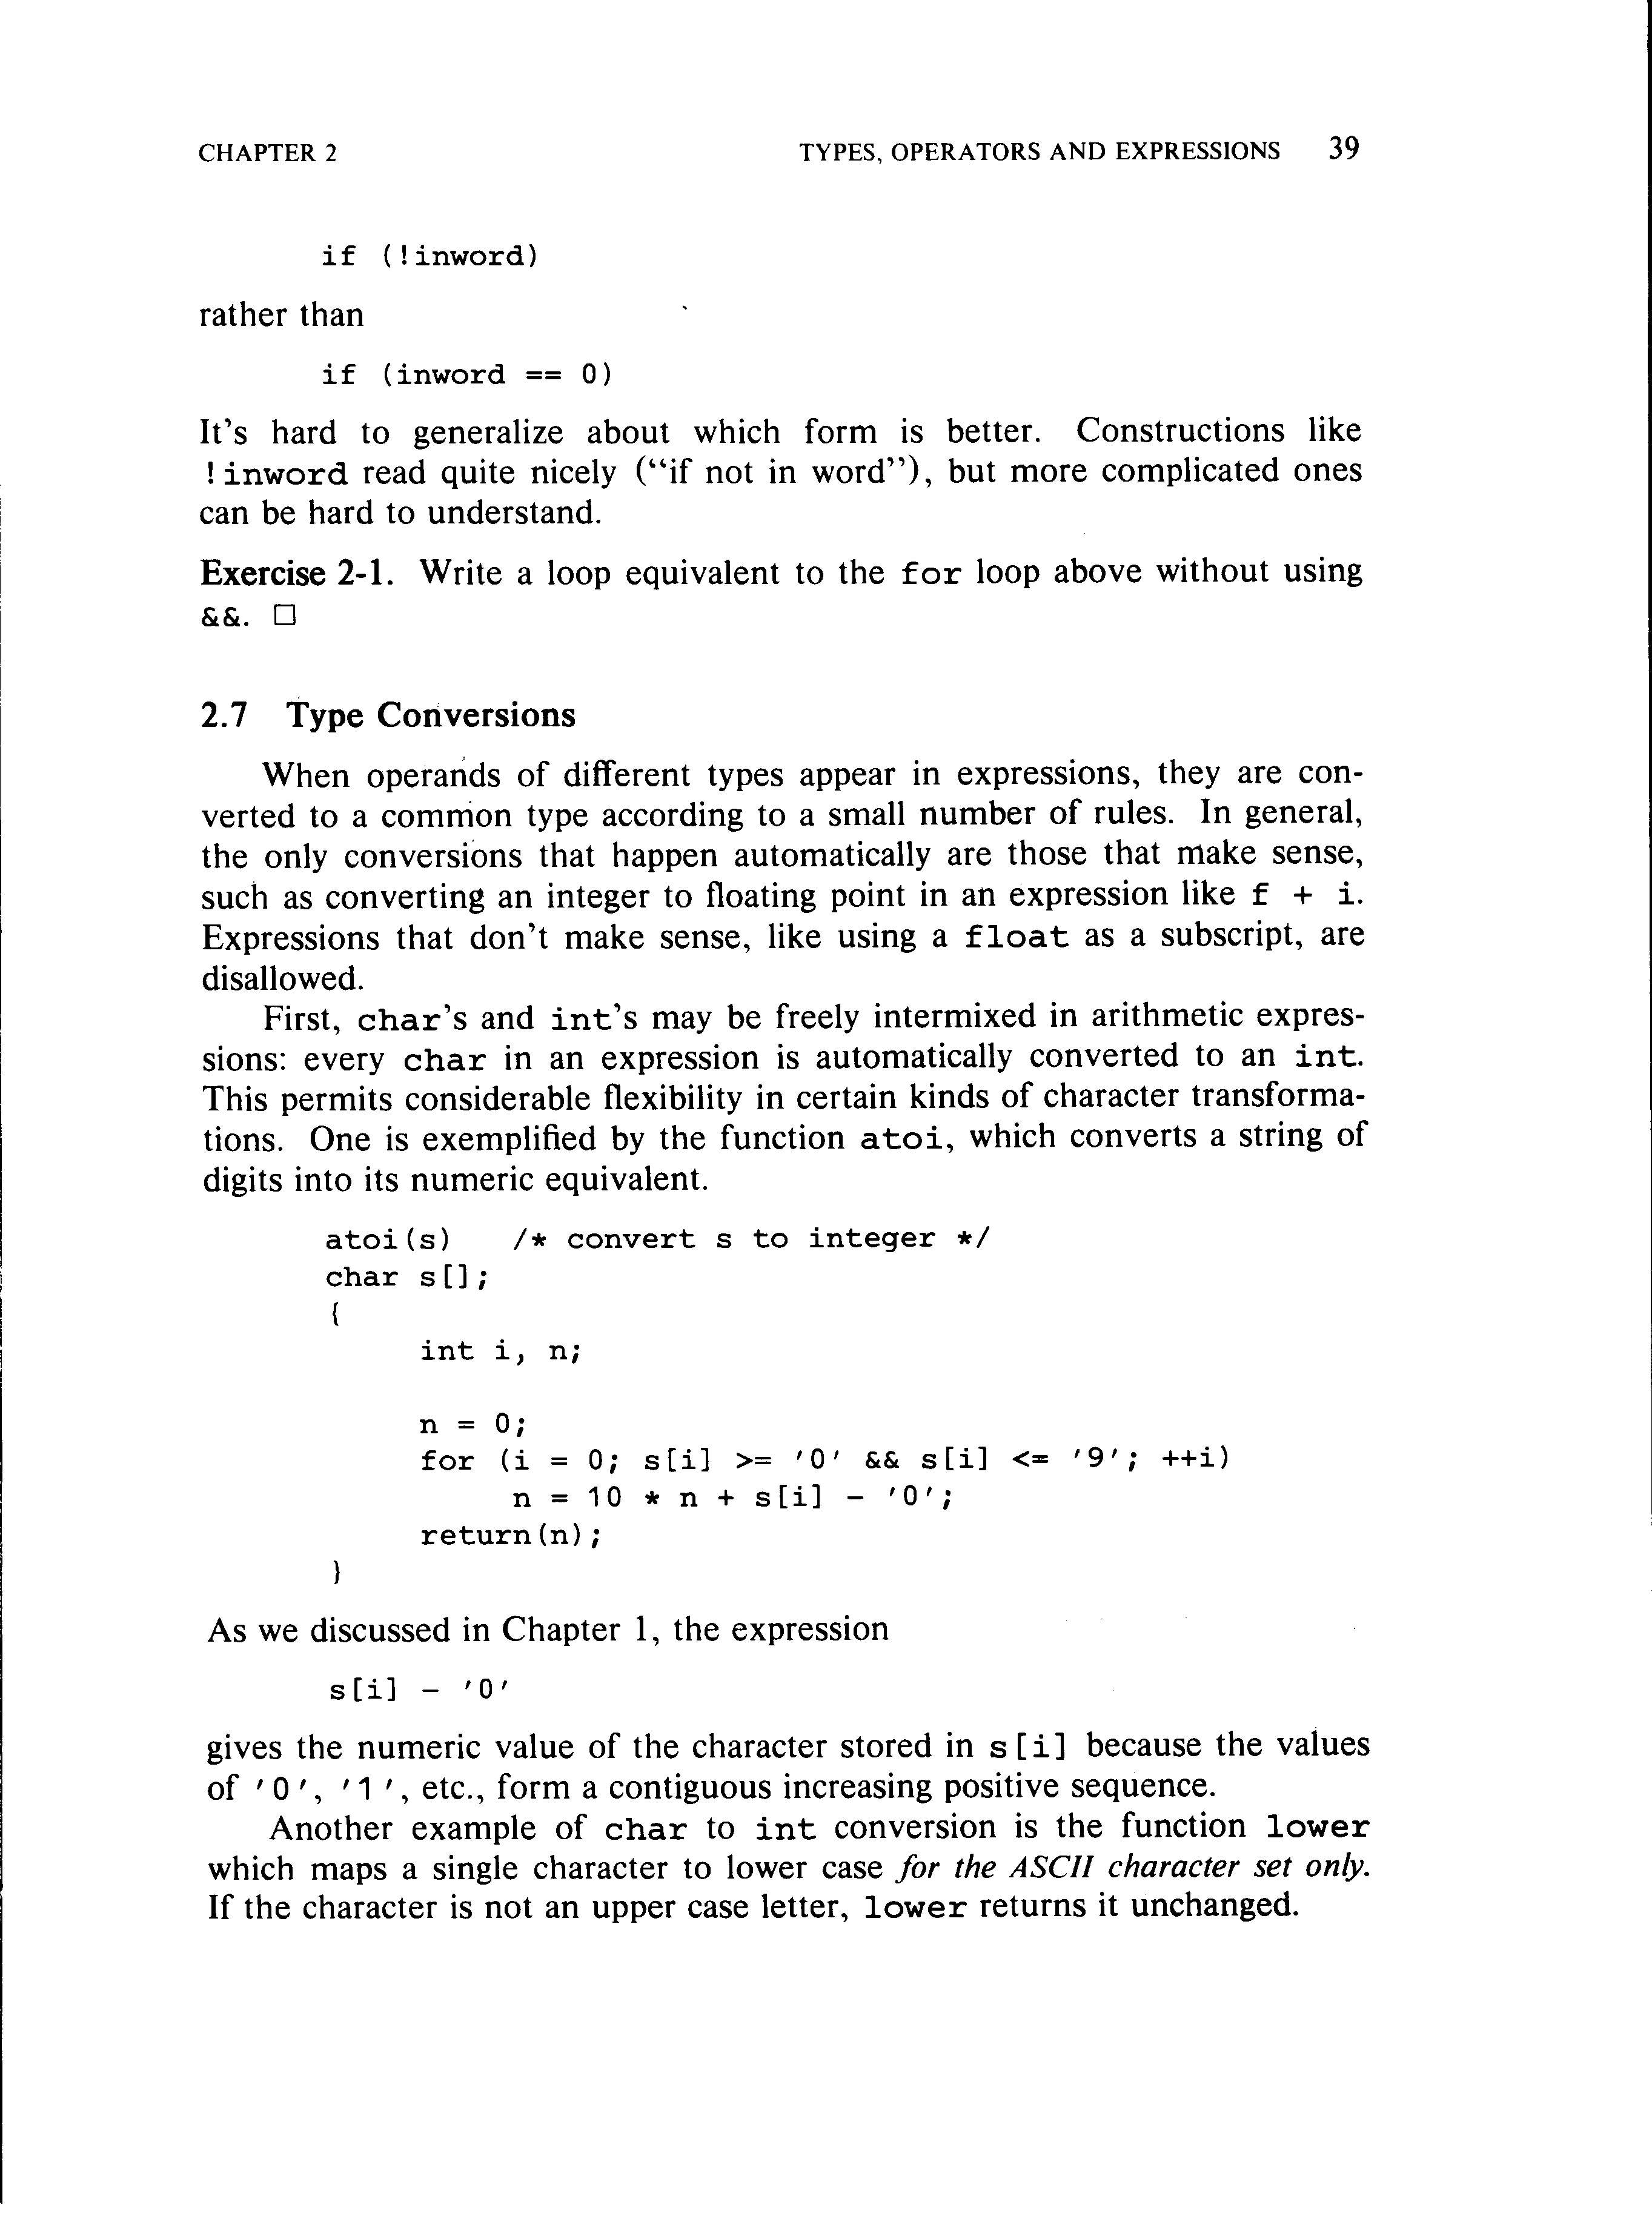 CHAPTER 2 TYPES, OPERATORS AND EXPRESSIONS 39
if (!inword)
rather than
if (inword == 0)
It's hard to generalize about which form is better. Constructions like
!inword read quite nicely (“if not in word”), but more complicated ones
can be hard to understand.
Exercise 2-1. Write a loop equivalent to the for loop above without using
&&. □
2.7 Type Conversions
When operands of different types appear in expressions, they are con-
verted to a common type according to a small number of rules. In general,
the only conversions that happen automatically are those that make sense,
such as converting an integer to floating point in an expression like f + i.
Expressions that don't make sense, like using a float as a subscript, are
disallowed.
First, char's and int's may be freely intermixed in arithmetic expres-
sions: every char in an expression is automatically converted to an int.
This permits considerable flexibility in certain kinds of character transforma-
tions. One is exemplified by the function atoi, which converts a string of
digits into its numeric equivalent.
atoi(s) /* convert s to integer */
char s[];
{
int i, n;
n = 0;
for (i = 0; s[i] >= '0' && s[i] <= '9'; ++i)
n = 10 * n + s[i] - '0';
return(n);
}
As we discussed in Chapter 1, the expression
s[i] - '0'
gives the numeric value of the character stored in s[i] because the values
of '0', '1', etc., form a contiguous increasing positive sequence.
Another example of char to int conversion is the function lower
which maps a single character to lower case for the ASCII character set only.
If the character is not an upper case letter, lower returns it unchanged.